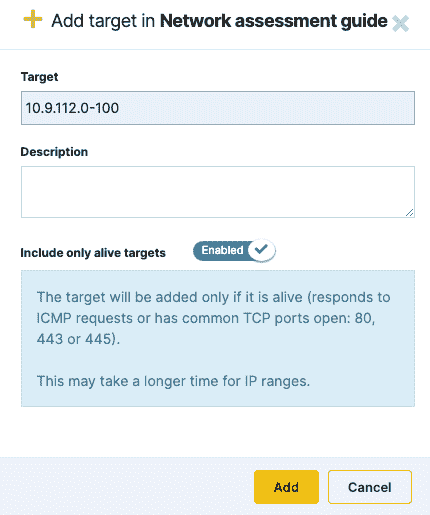 Add target in Network assessment guide
Target
10.9.112.0-100
Description
Include only alive targets
Enabled
The target will be added only if it is alive (responds to
ICMP requests or has common TCP ports open: 80,
443 or 445).
This may take a longer time for IP ranges.
Add
Cancel